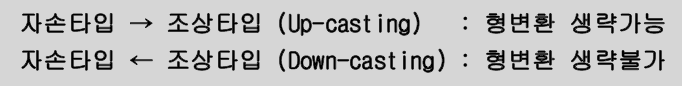 자손타입 → 조상타입 (Up-casting) : 형변환 생략가능
자손타입 ← 조상타입 (Down-casting) : 형변환 생략불가